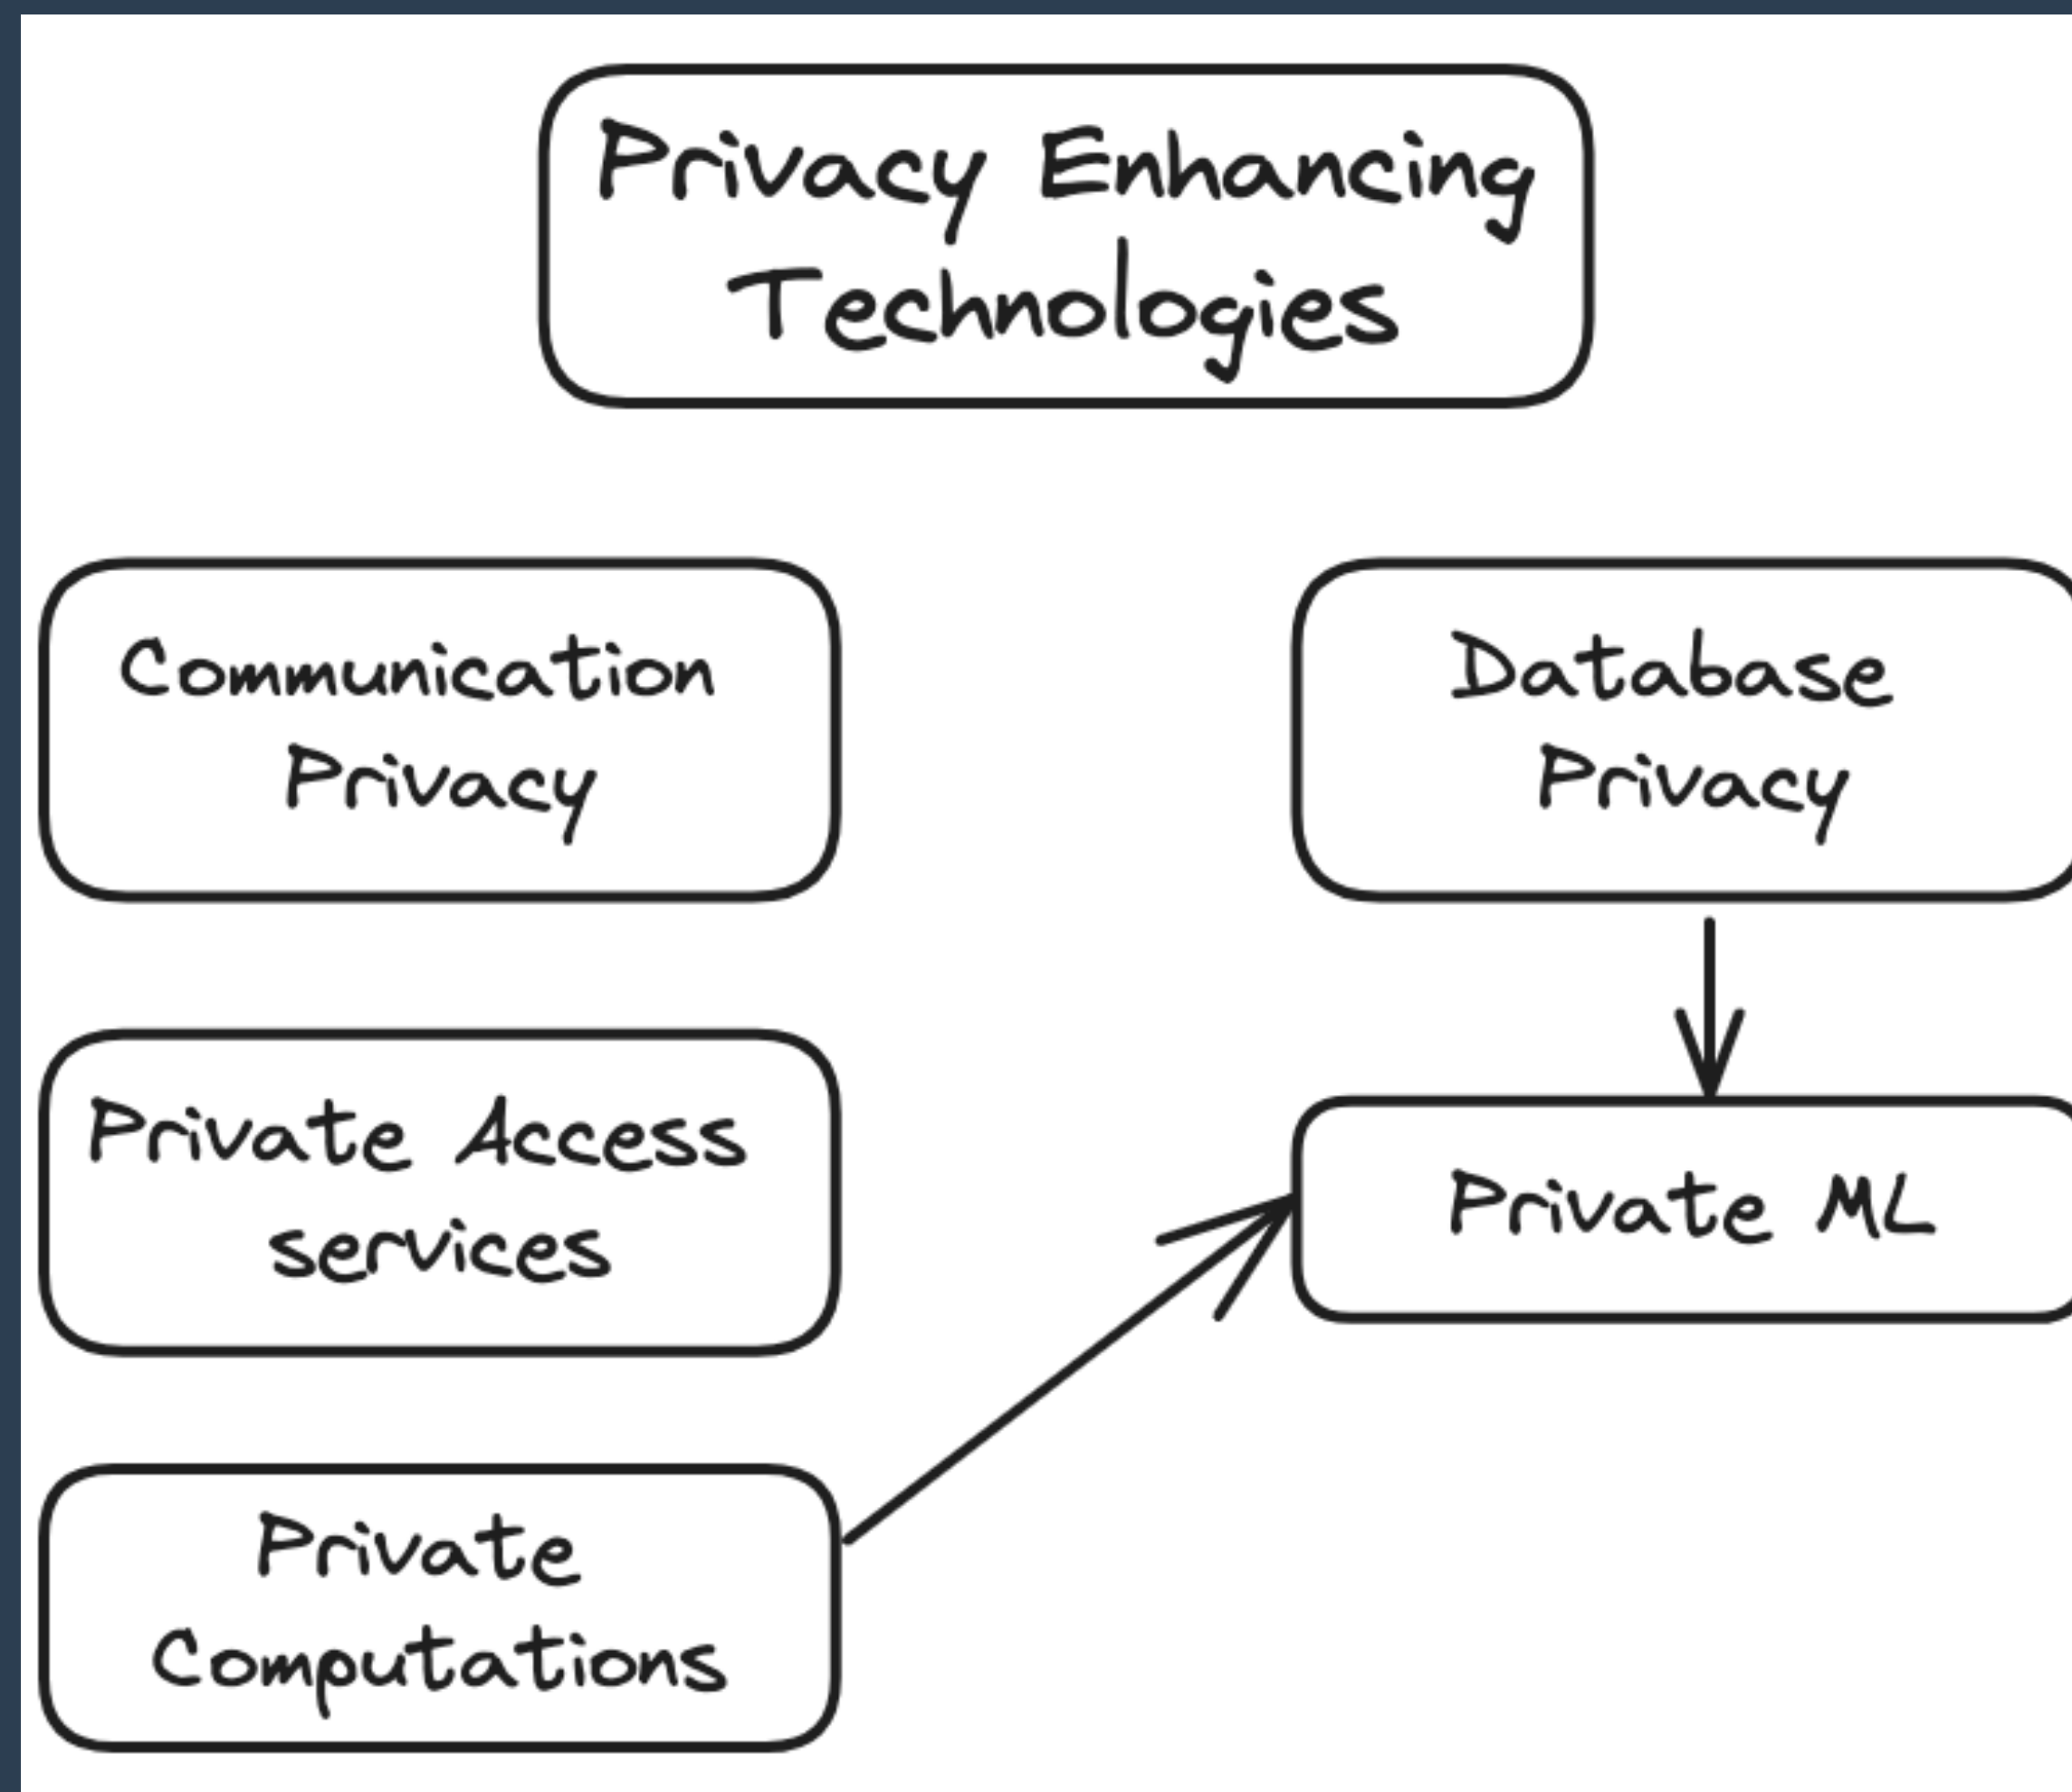 Privacy Enhancing
Technologies
Communication
Privacy
Database
Privacy
Private Access
services
Private ML
Private
Computations